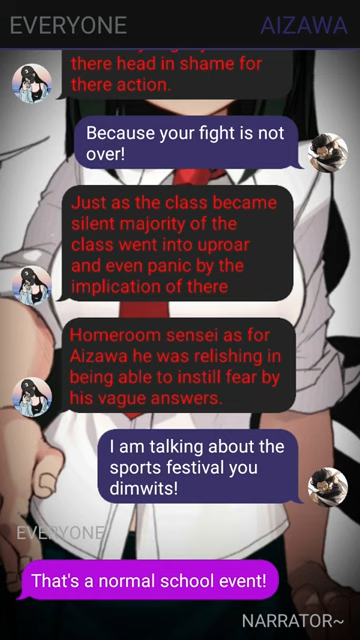 EVERYONE
AIZAWA
there head in shame for
there action.
Because your fight is not
over!
Just as the class became
silent majority of the
class went into uproar
and even panic by the
implication of there
Homeroom sensei as for
Aizawa he was relishing in
being able to instill fear by
his vague answers.
I am talking about the
sports festival you
dimwits!
EVERYONE
That's a normal school event!
NARRATOR~